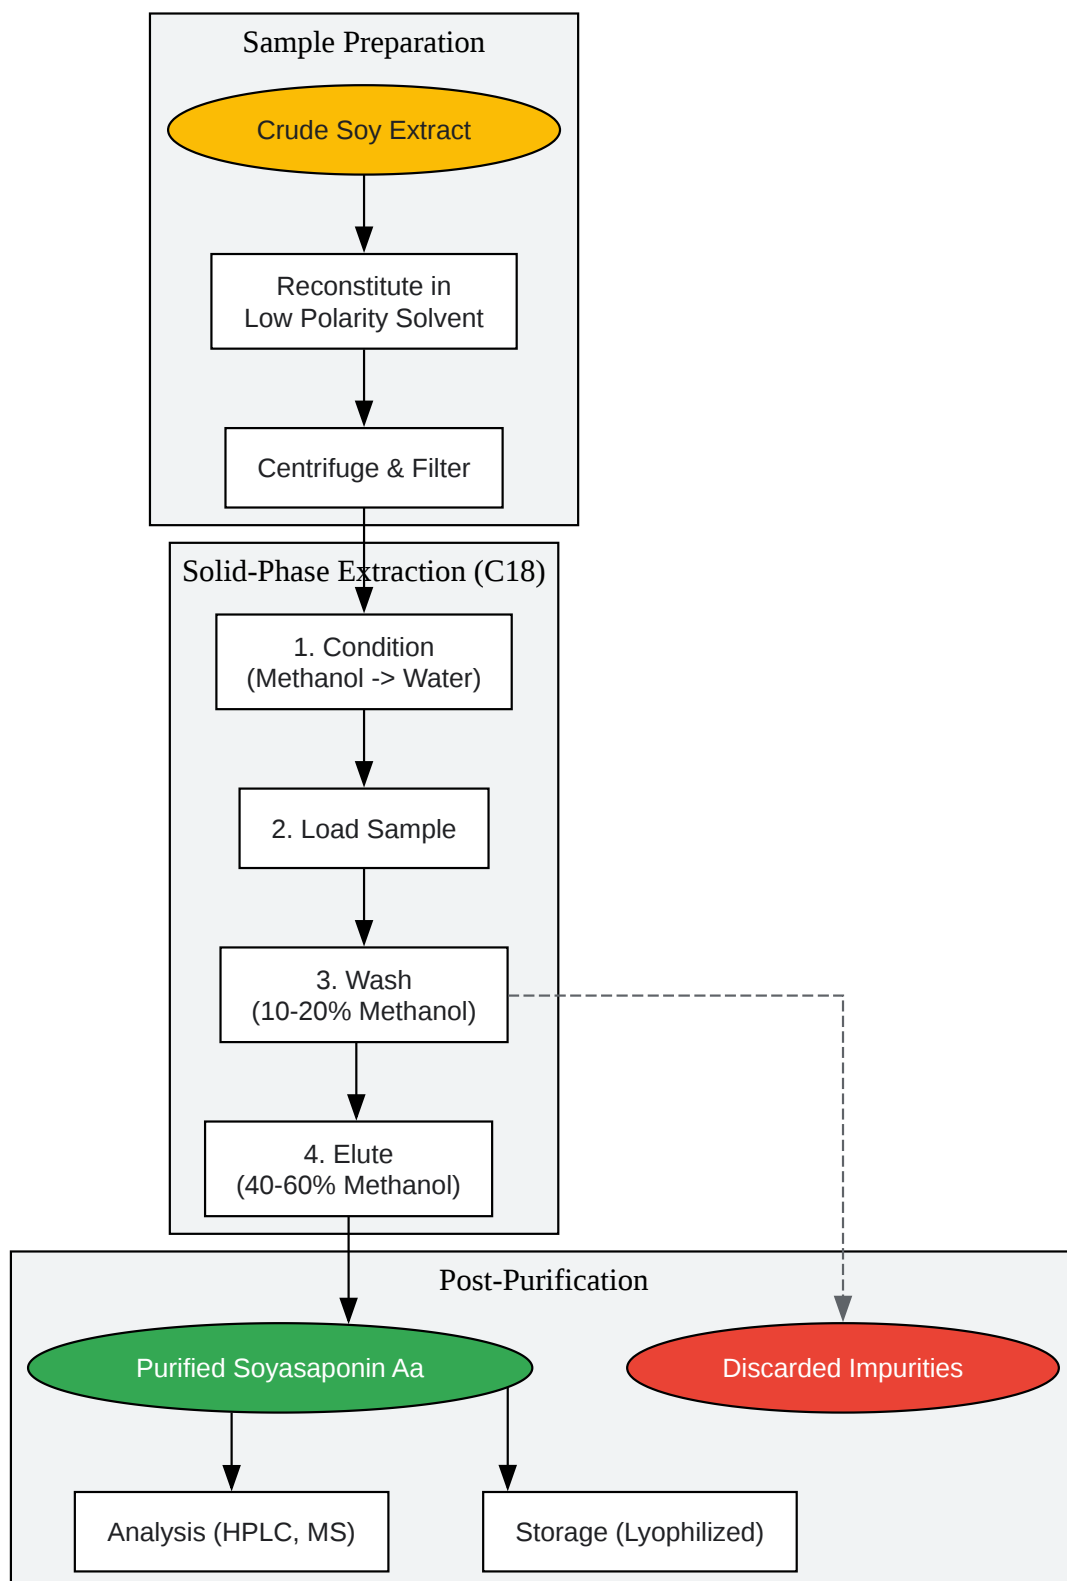 Sample Preparation
Crude Soy Extract
Reconstitute in
Low Polarity Solvent
Centrifuge & Filter
Solid-Phase Extraction (C18)
1. Condition
(Methanol -> Water)
2. Load Sample
3. Wash
(10-20% Methanol)
4. Elute
(40-60% Methanol)
Post-Purification
Purified Soyasaponin Aa
Discarded Impurities
Analysis (HPLC, MS)
Storage (Lyophilized)